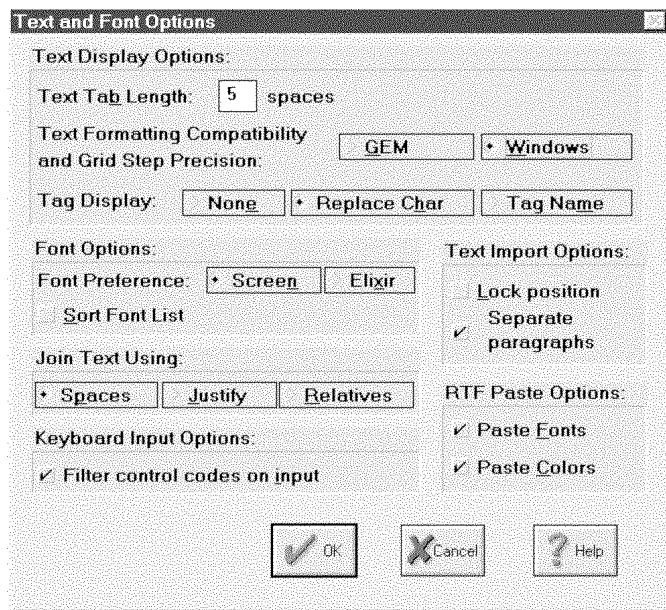 Text and Font Options
Text Display Options:
Text Tab Length: 5 spaces
Text Formatting Compatibility
and Grid Step Precision:
GEM Windows
Tag Display: None Replace Char Tag Name
Font Options:
Font Preference: Screen Elixir
Sort Font List
Text Import Options:
Lock position
Separate
paragraphs
Join Text Using:
Spaces Justify Relatives
RTF Paste Options:
Paste Fonts
Paste Colors
Keyboard Input Options:
Filter control codes on input
OK Cancel Help